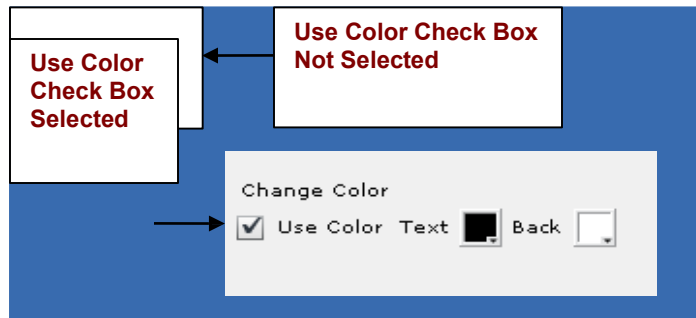 Use Color Check Box
Not Selected
Use Color
Check Box
Selected
Change Color
Use Color Text Back